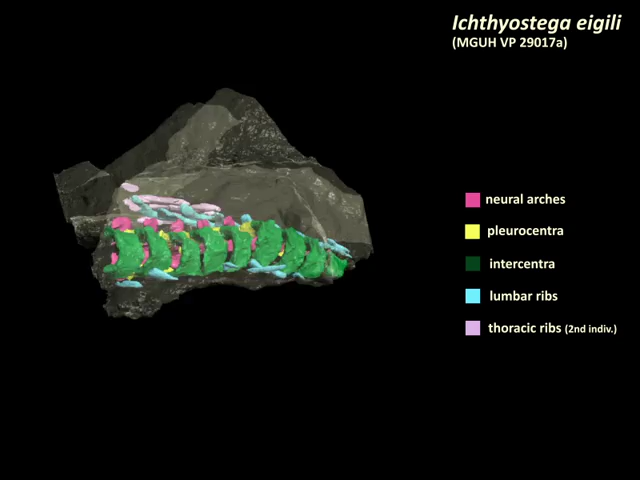 Ichthyostega eigili
(MGUH VP 29017a)
neural arches
pleurocentra
intercentra
lumbar ribs
thoracic ribs (2nd indiv.)